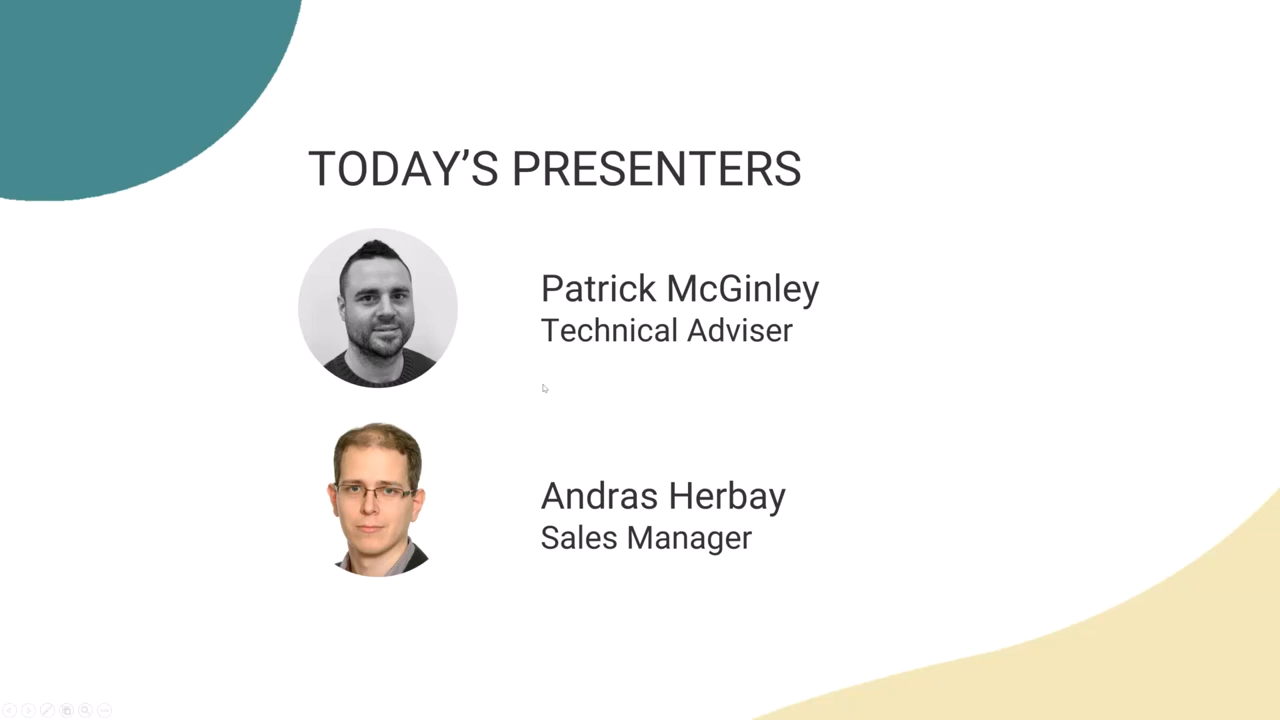 TODAY’S PRESENTERS
Patrick McGinley
Technical Adviser
Andras Herbay
Sales Manager